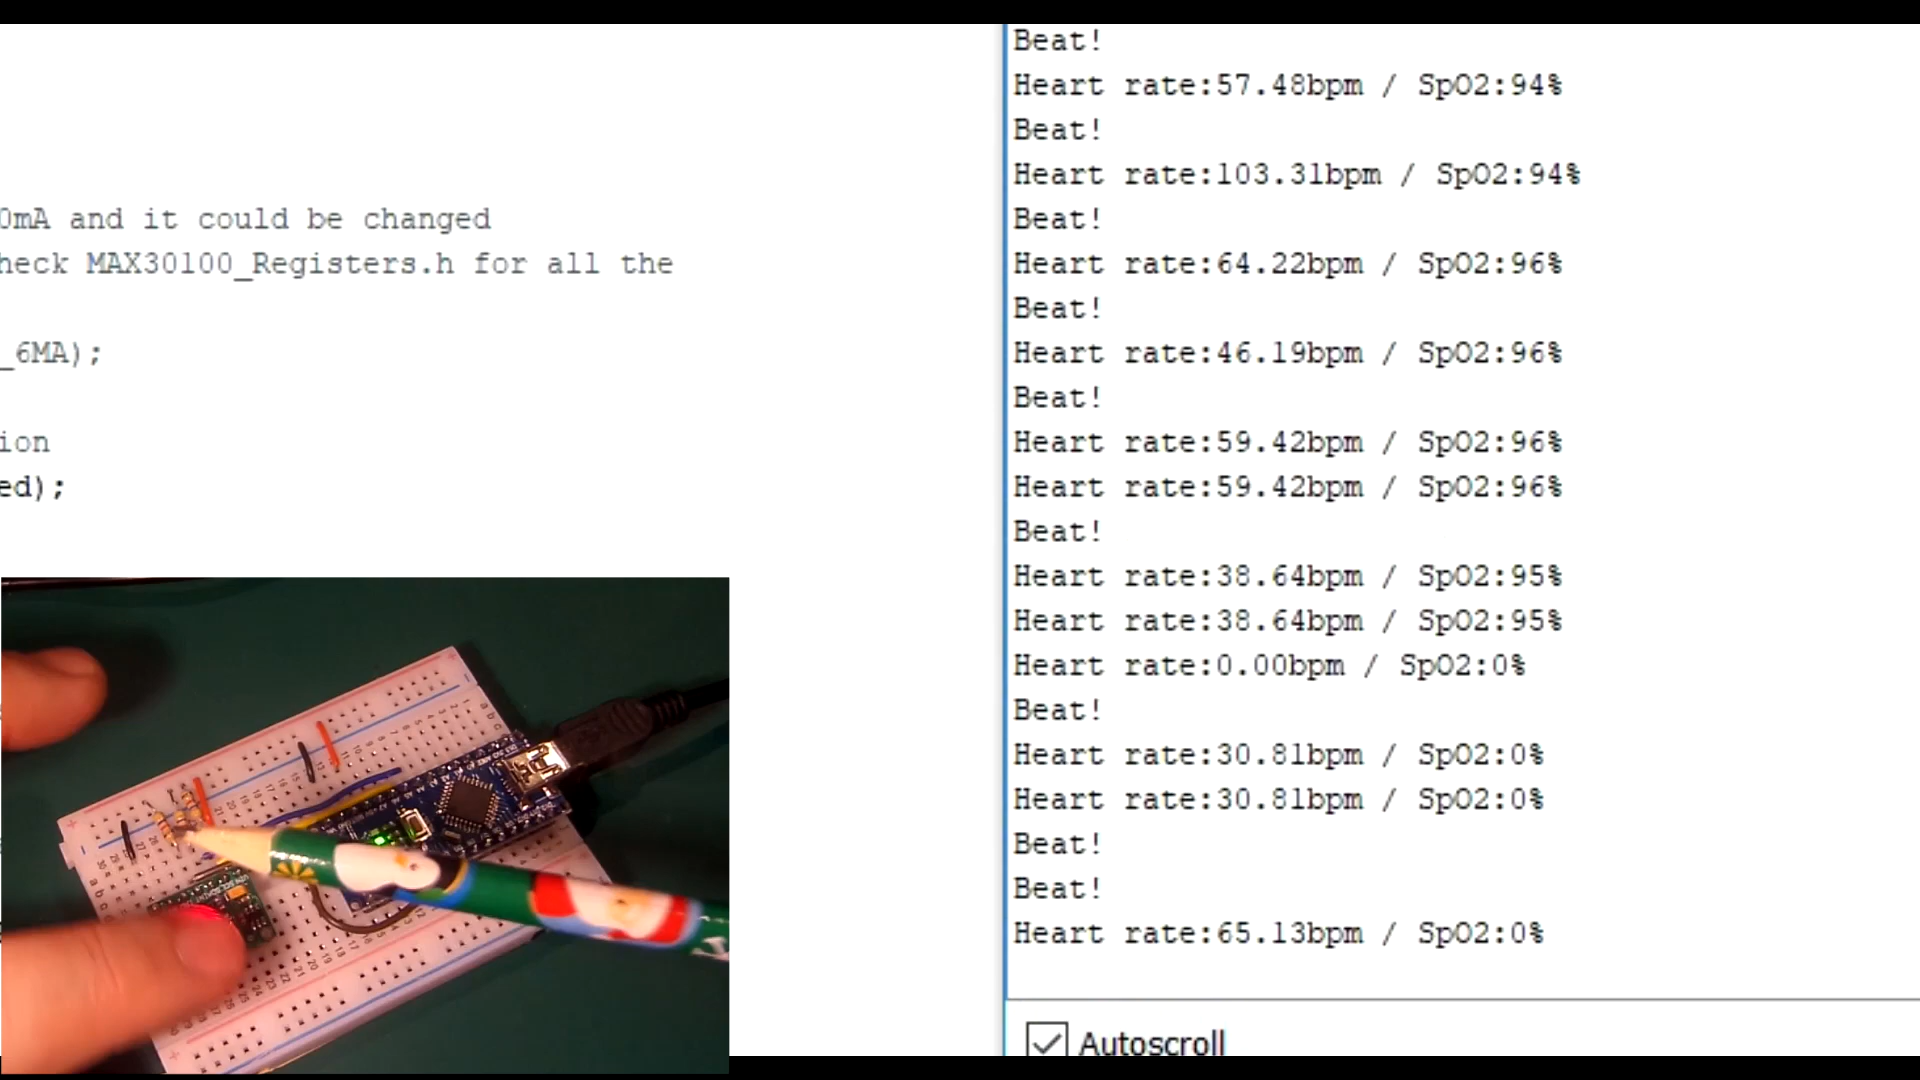 0mA and it could be changed
heck MAX30100_Registers.h for all the
_6MA);
ion
ed);
Beat!
Heart rate:57.48bpm / SpO2:94%
Beat!
Heart rate:103.31bpm / SpO2:94%
Beat!
Heart rate:64.22bpm / SpO2:96%
Beat!
Heart rate:46.19bpm / SpO2:96%
Beat!
Heart rate:59.42bpm / SpO2:96%
Heart rate:59.42bpm / SpO2:96%
Beat!
Heart rate:38.64bpm / SpO2:95%
Heart rate:38.64bpm / SpO2:95%
Heart rate:0.00bpm / SpO2:0%
Beat!
Heart rate:30.81bpm / SpO2:0%
Heart rate:30.81bpm / SpO2:0%
Beat!
Beat!
Heart rate:65.13bpm / SpO2:0%
Autoscroll